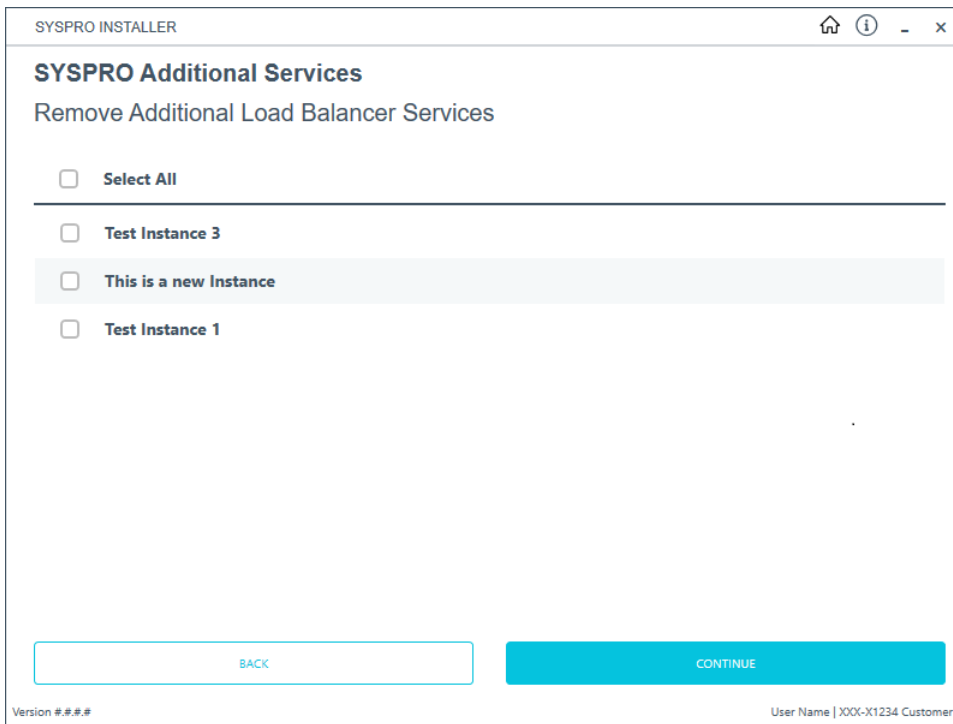 SYSPRO INSTALLER
SYSPRO Additional Services
Remove Additional Load Balancer Services
Select All
Test Instance 3
This is a new Instance
Test Instance 1
BACK CONTINUE
Version #.#.#.# User Name | XXX-X1234 Customer